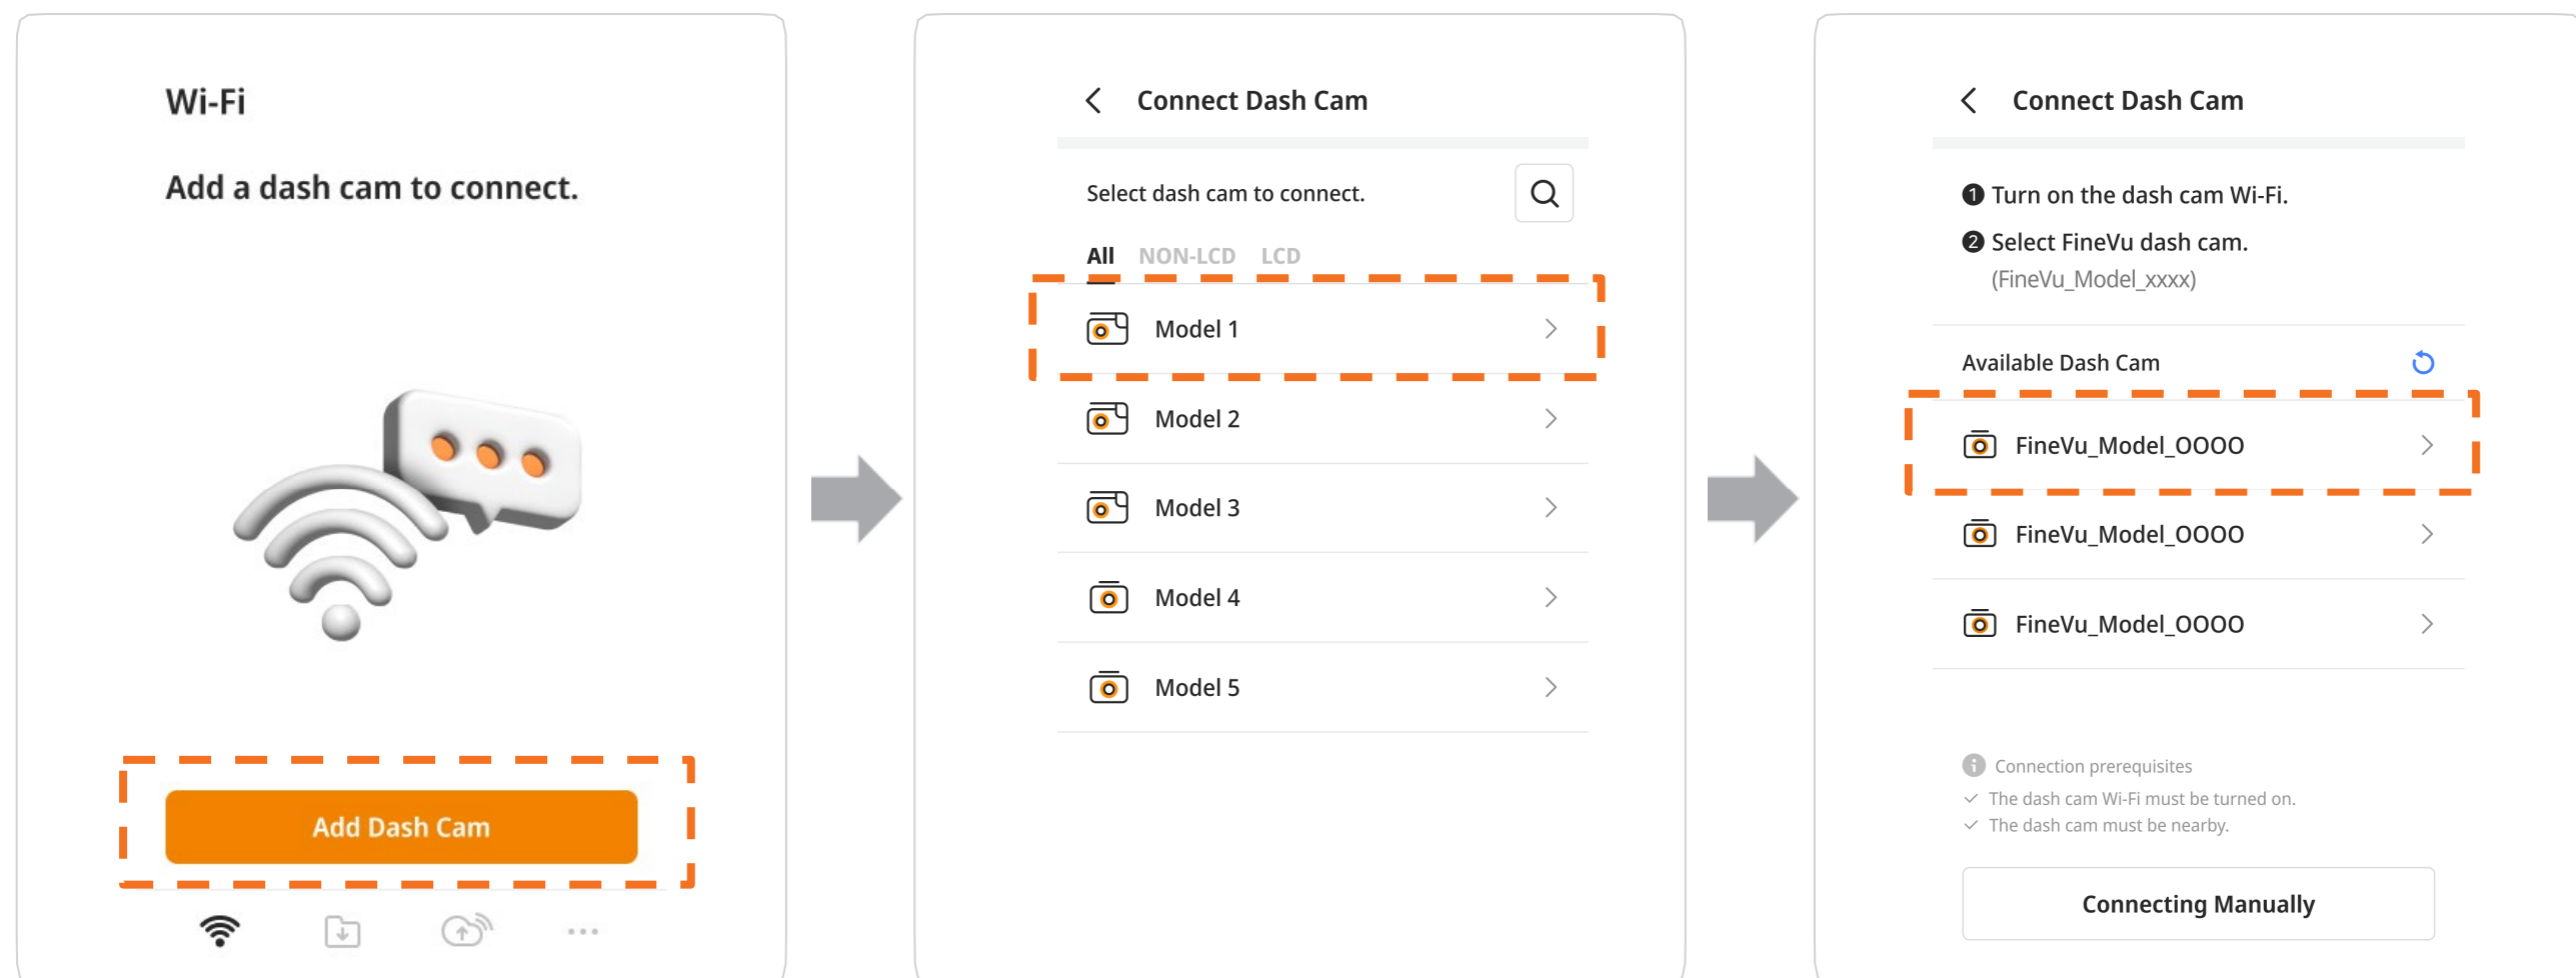 Wi-Fi
Add a dash cam to connect.
Add Dash Cam
Connect Dash Cam
Select dash cam to connect.
All NON-LCD LCD
Model 1
Model 2
Model 3
Model 4
Model 5
Connect Dash Cam
1 Turn on the dash cam Wi-Fi.
2 Select FineVu dash cam.
(FineVu_Model_xxxx)
Available Dash Cam
FineVu_Model_OOOO
FineVu_Model_OOOO
FineVu_Model_OOOO
Connection prerequisites
The dash cam Wi-Fi must be turned on.
The dash cam must be nearby.
Connecting Manually